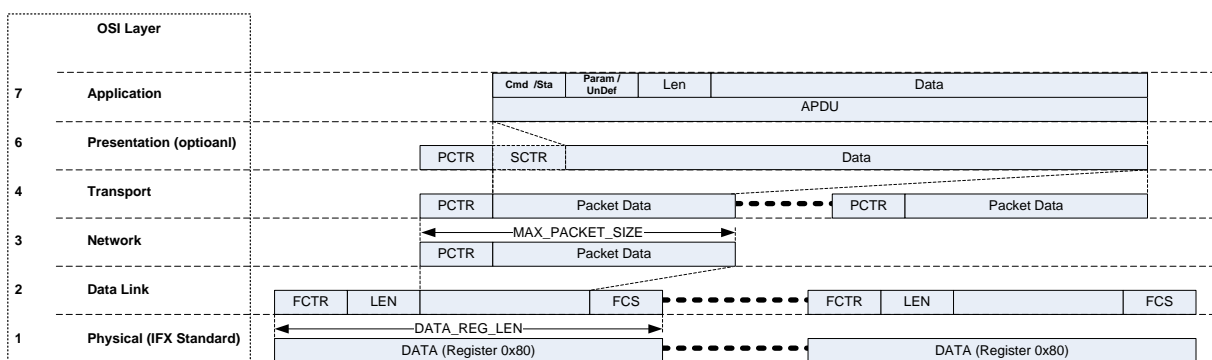 OSI Layer
Cmd /Sta Param / UnDef Len Data
7 Application
APDU
6 Presentation (optioanl)
PCTR SCTR Data
4 Transport
PCTR Packet Data PCTR Packet Data
MAX_PACKET_SIZE
3 Network
PCTR Packet Data
2 Data Link
FCTR LEN FCS FCTR LEN FCS
DATA_REG_LEN
1 Physical (IFX Standard)
DATA (Register 0x80) DATA (Register 0x80)